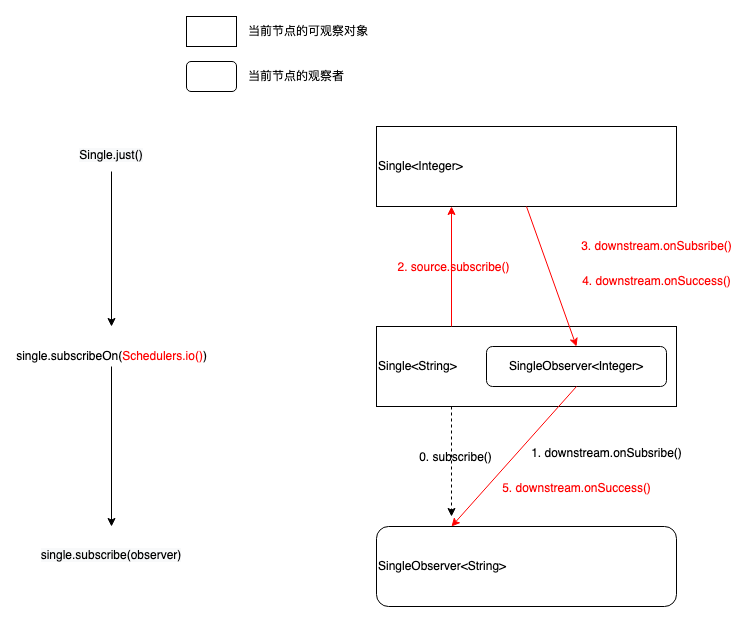 当前节点的可观察对象
当前节点的观察者
Single.just()
Single<Integer>
3. downstream.onSubsribe()
2. source.subscribe()
4. downstream.onSuccess()
single.subscribeOn(Schedulers.io())
Single<String>
SingleObserver<Integer>
0. subscribe()
1. downstream.onSubsribe()
5. downstream.onSuccess()
single.subscribe(observer)
SingleObserver<String>